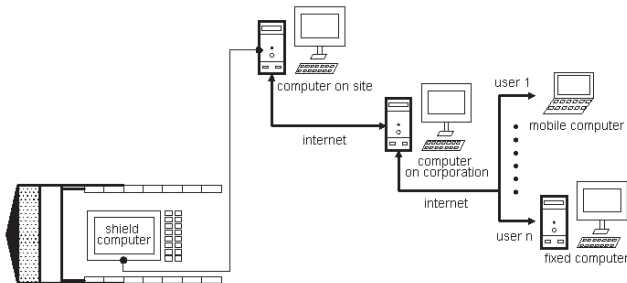 computer on site
internet
computer
on corporation
internet
user 1
mobile computer
user n
fixed computer
shield
computer